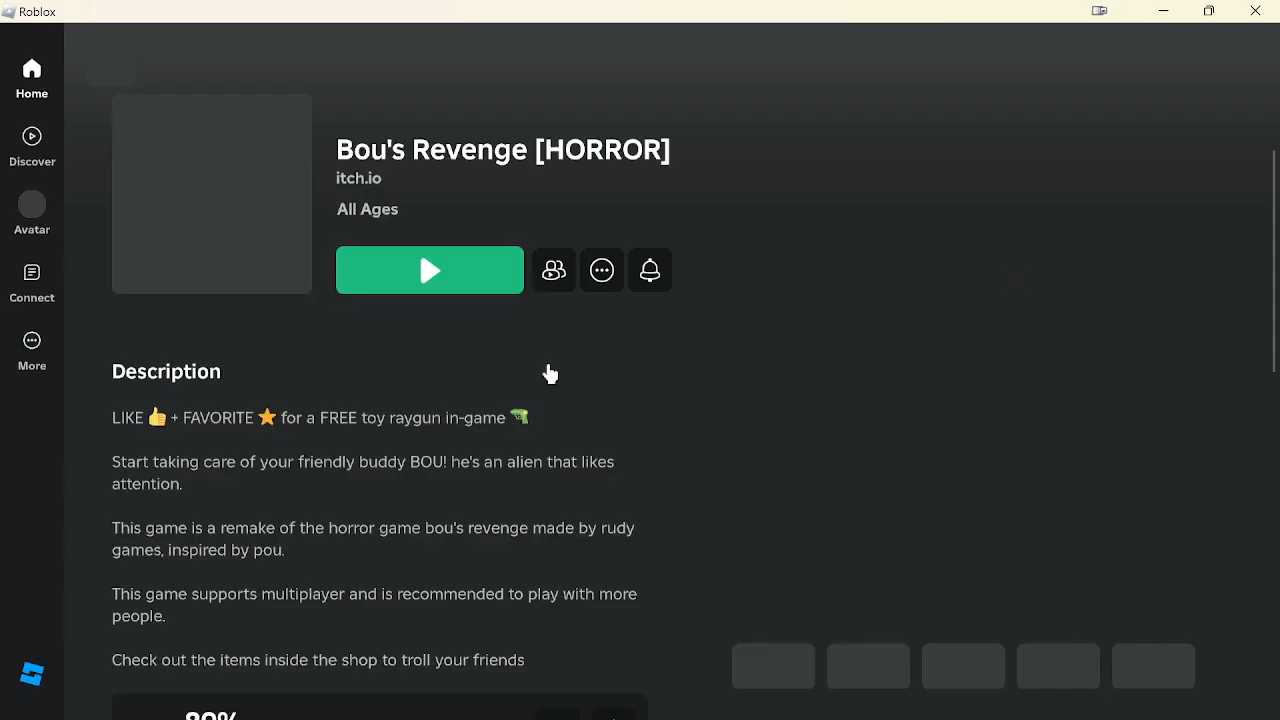 Roblox
Home
Discover
Avatar
Connect
More
Bou's Revenge [HORROR]
itch.io
All Ages
Description
LIKE 👍 + FAVORITE ⭐ for a FREE toy raygun in-game 🔫
Start taking care of your friendly buddy BOU! he's an alien that likes
attention.
This game is a remake of the horror game bou's revenge made by rudy
games, inspired by pou.
This game supports multiplayer and is recommended to play with more
people.
Check out the items inside the shop to troll your friends